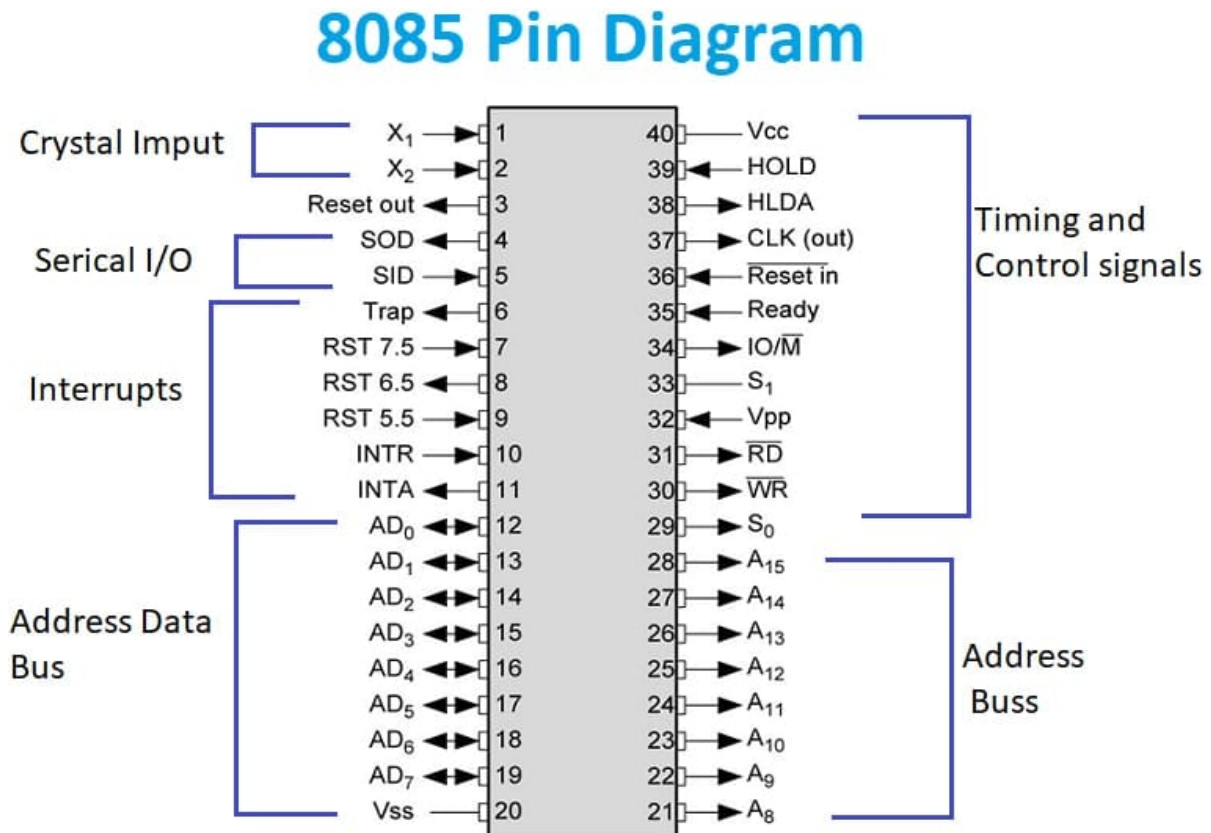 8085 Pin Diagram
Crystal Imput
Serical I/O
Interrupts
Address Data
Bus
X₁ 1
X₂ 2
Reset out 3
SOD 4
SID 5
Trap 6
RST 7.5 7
RST 6.5 8
RST 5.5 9
INTR 10
INTA 11
AD₀ 12
AD₁ 13
AD₂ 14
AD₃ 15
AD₄ 16
AD₅ 17
AD₆ 18
AD₇ 19
Vss 20
40 Vcc
39 HOLD
38 HLDA
37 CLK (out)
36 R̅e̅s̅e̅t̅ ̅i̅n
35 Ready
34 IO/M̅
33 S₁
32 Vpp
31 R̅D̅
30 W̅R̅
29 S₀
28 A₁₅
27 A₁₄
26 A₁₃
25 A₁₂
24 A₁₁
23 A₁₀
22 A₉
21 A₈
Timing and
Control signals
Address
Buss